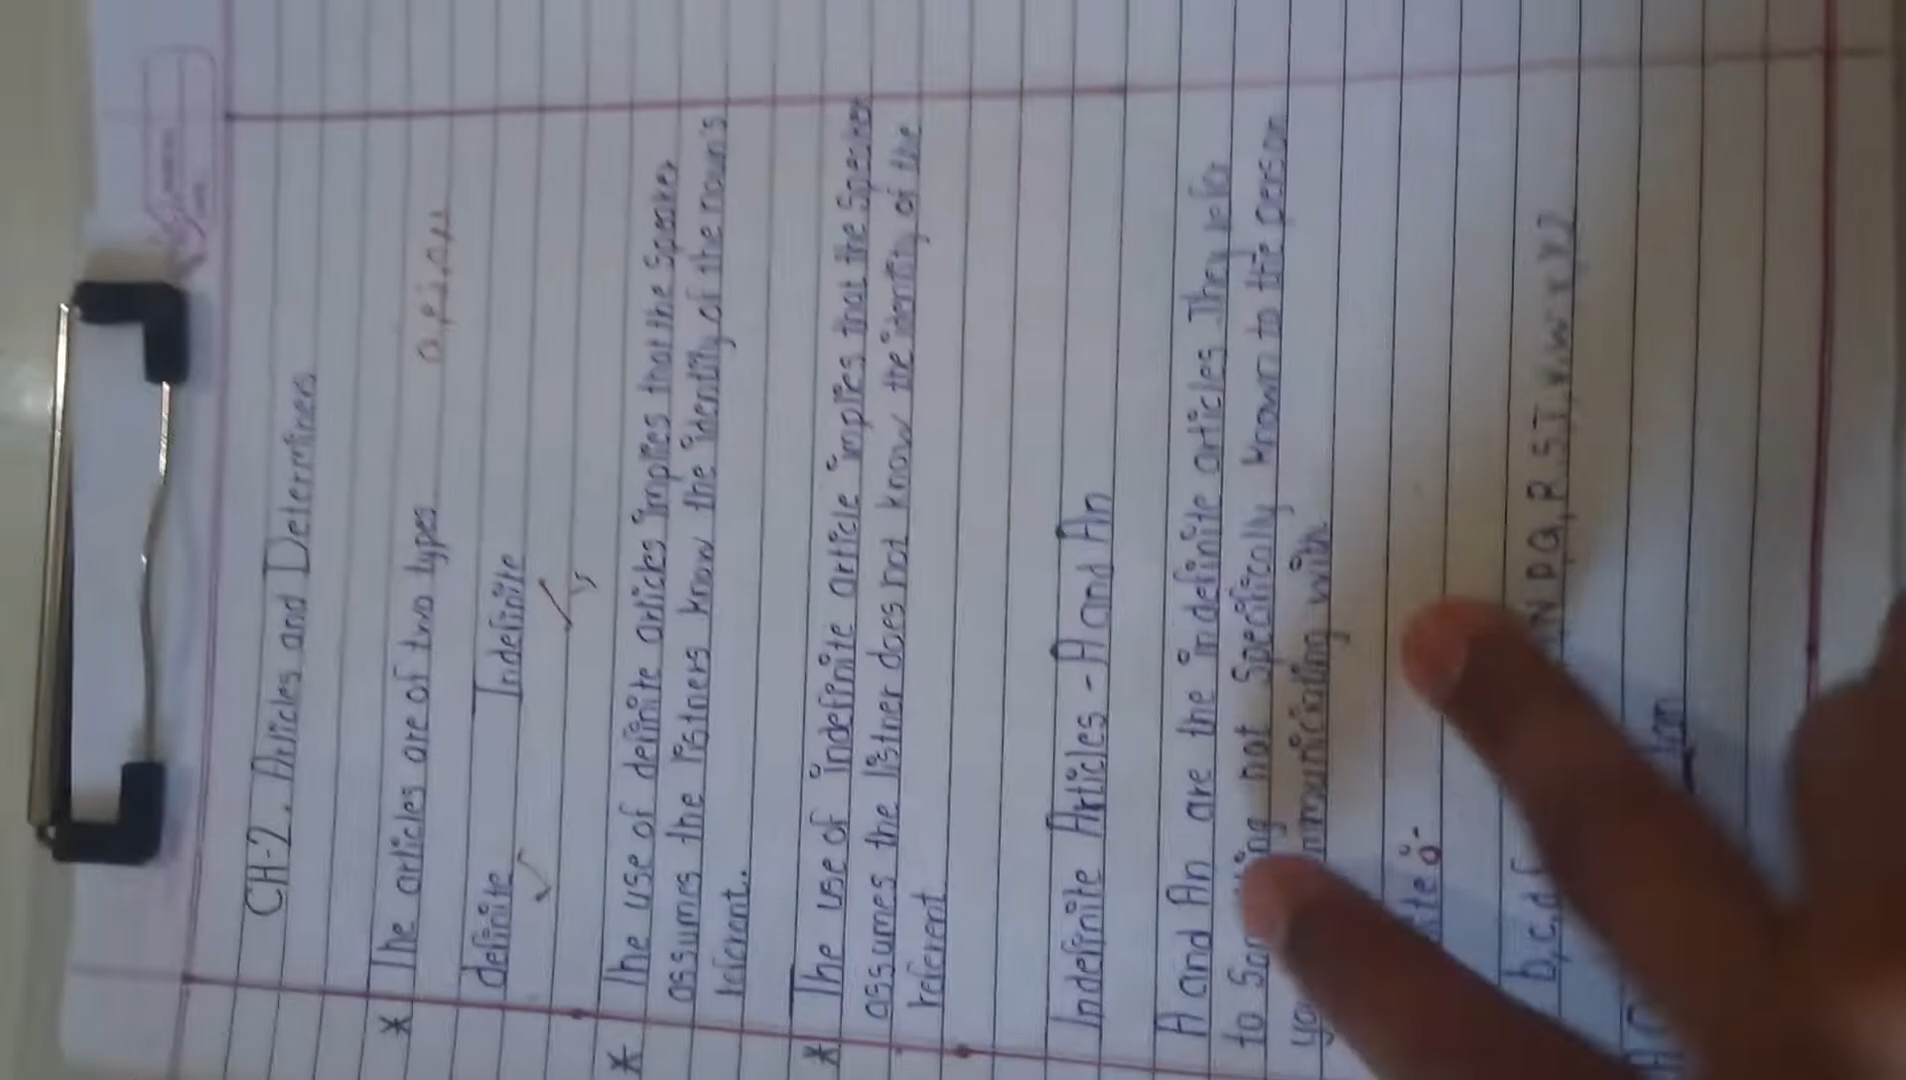 CH-2. Articles and Determiners
* The articles are of two types
a,e,i,o,u
definite Indefinite
* The use of definite articles implies that the speaker
assumes the listners know the identity of the noun's
referent.
* The use of indefinite article implies that the speaker
assumes the listner does not know the identity of the
referent
Indefinite Articles - A and An
A and An are the indefinite articles. They refer
to not specifically known to the person
with
b,c,d
N P,Q,R,S,T,V,W,X,Y,Z